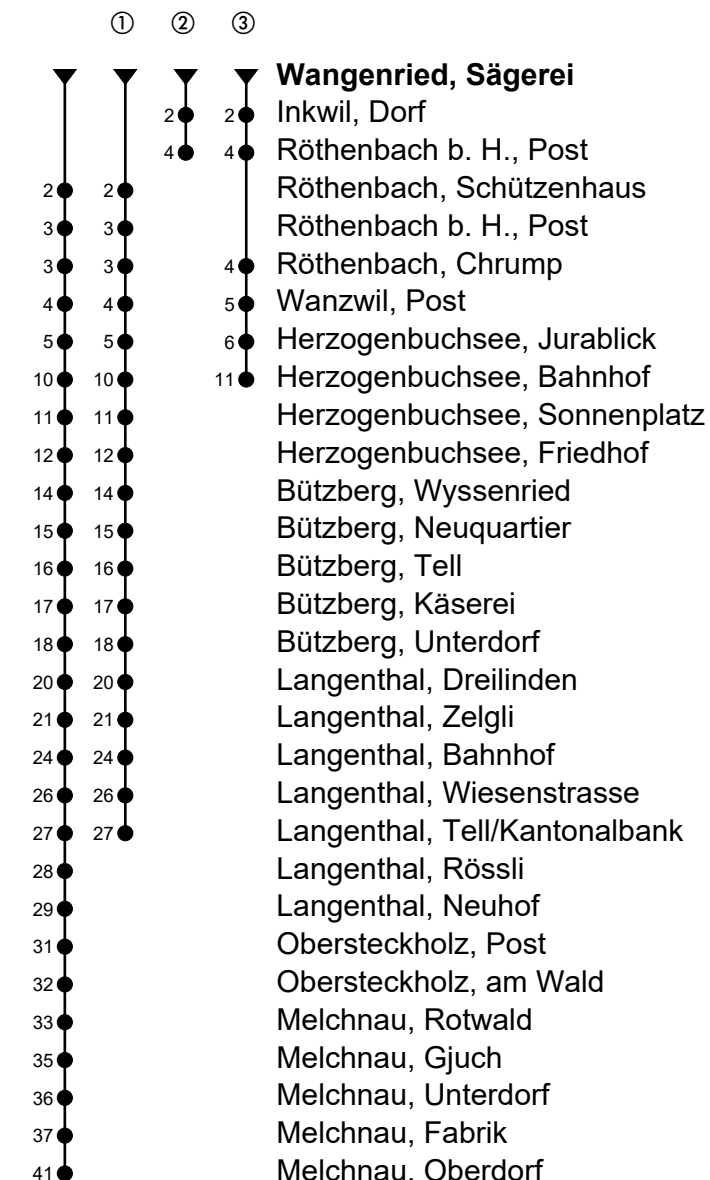 ① ② ③
Wangenried, Sägerei
2 2 Inkwil, Dorf
4 4 Röthenbach b. H., Post
2 2 Röthenbach, Schützenhaus
3 3 Röthenbach b. H., Post
3 3 4 Röthenbach, Chrump
4 4 5 Wanzwil, Post
5 5 6 Herzogenbuchsee, Jurablick
10 10 11 Herzogenbuchsee, Bahnhof
11 11 Herzogenbuchsee, Sonnenplatz
12 12 Herzogenbuchsee, Friedhof
14 14 Bützberg, Wyssenried
15 15 Bützberg, Neuquartier
16 16 Bützberg, Tell
17 17 Bützberg, Käserei
18 18 Bützberg, Unterdorf
20 20 Langenthal, Dreilinden
21 21 Langenthal, Zelgli
24 24 Langenthal, Bahnhof
26 26 Langenthal, Wiesenstrasse
27 27 Langenthal, Tell/Kantonalbank
28 Langenthal, Rössli
29 Langenthal, Neuhof
31 Obersteckholz, Post
32 Obersteckholz, am Wald
33 Melchnau, Rotwald
35 Melchnau, Gjuch
36 Melchnau, Unterdorf
37 Melchnau, Fabrik
41 Melchnau, Oberdorf